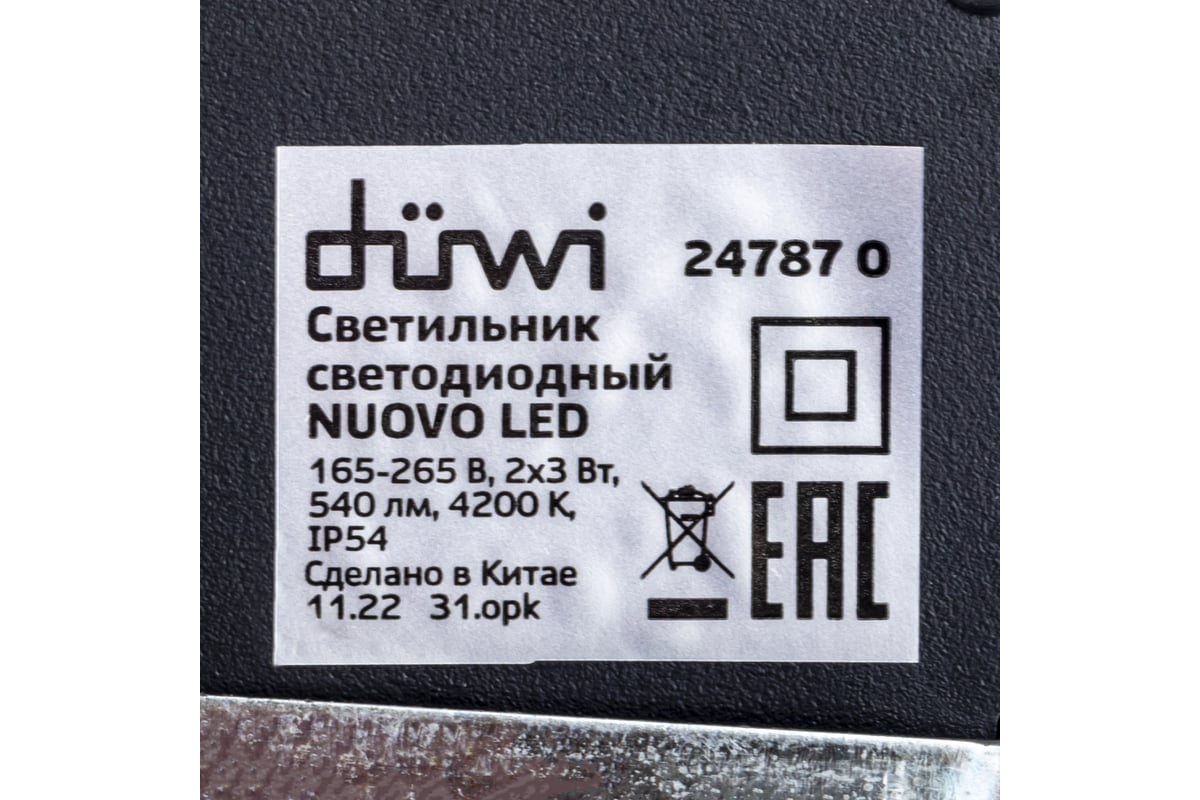 düwi
24787 0
Светильник
светодиодный
NUOVO LED
165-265 В, 2x3 Вт,
540 лм, 4200 К,
IP54
Сделано в Китае
11.22 31.opk
EAC